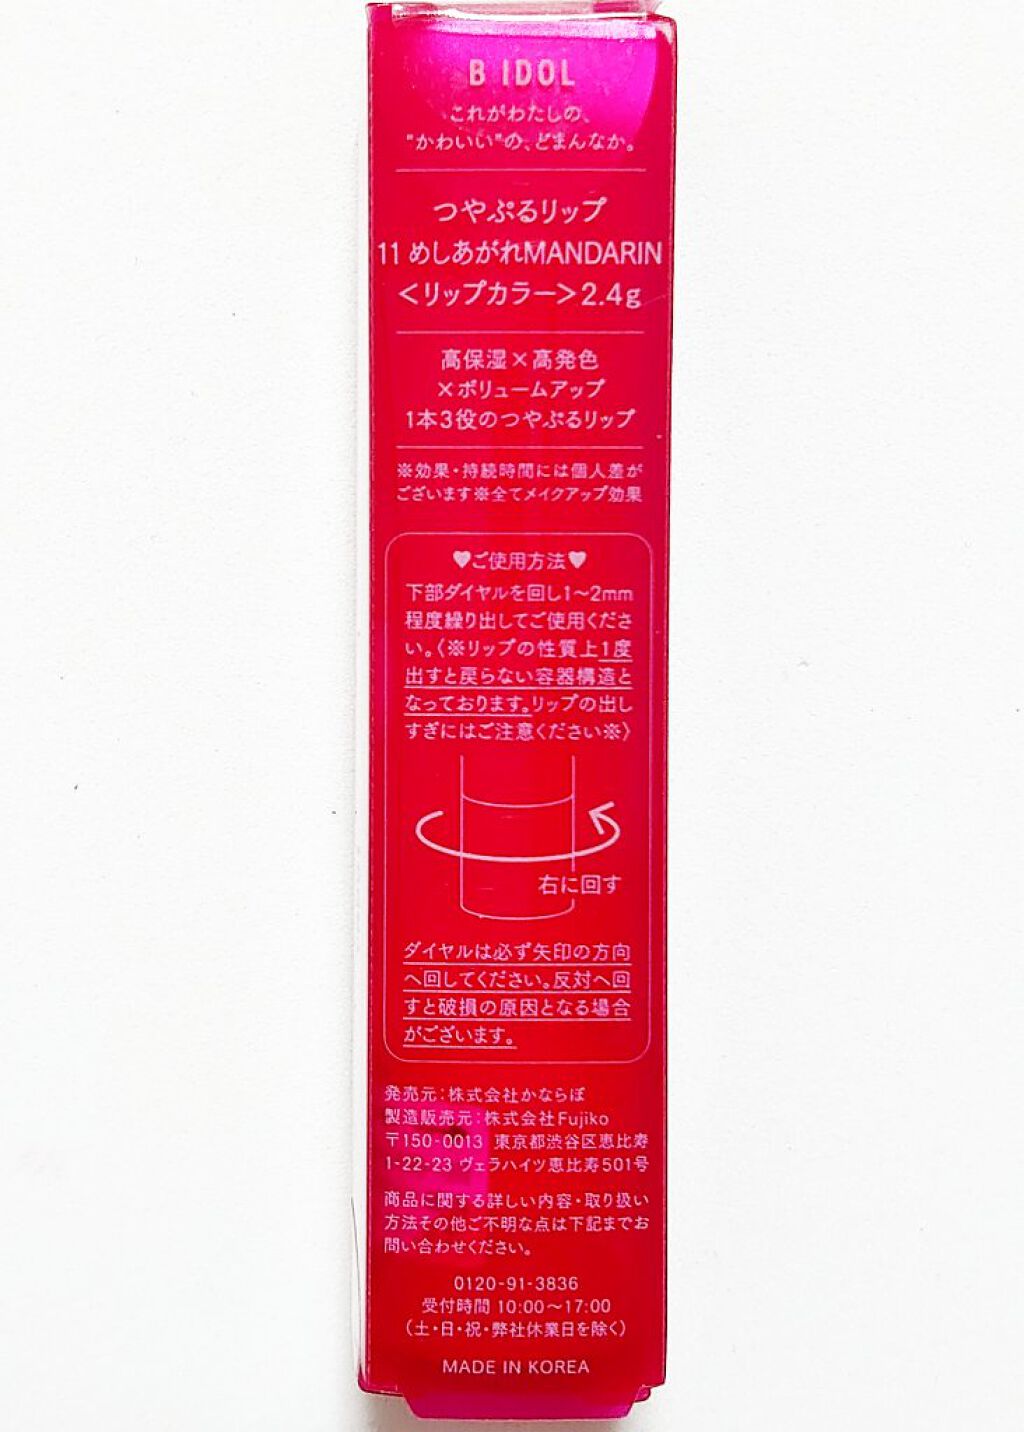 B IDOL
これがわたしの、
"かわいい"の、どまんなか。
つやぷるリップ
11 めしあがれMANDARIN
＜リップカラー＞2.4g
高保湿×高発色
×ボリュームアップ
1本3役のつやぷるリップ
※効果・持続時間には個人差が
ございます※全てメイクアップ効果
♥ご使用方法♥
下部ダイヤルを回し1〜2mm
程度繰り出してご使用くださ
い。〈※リップの性質上1度
出すと戻らない容器構造と
なっております。リップの出し
すぎにはご注意ください※〉
右に回す
ダイヤルは必ず矢印の方向
へ回してください。反対へ回
すと破損の原因となる場合
がございます。
発売元：株式会社かならぼ
製造販売元：株式会社Fujiko
〒150-0013 東京都渋谷区恵比寿
1-22-23 ヴェラハイツ恵比寿501号
商品に関する詳しい内容・取り扱い
方法その他ご不明な点は下記までお
問い合わせください。
0120-91-3836
受付時間 10:00〜17:00
（土・日・祝・弊社休業日を除く）
MADE IN KOREA